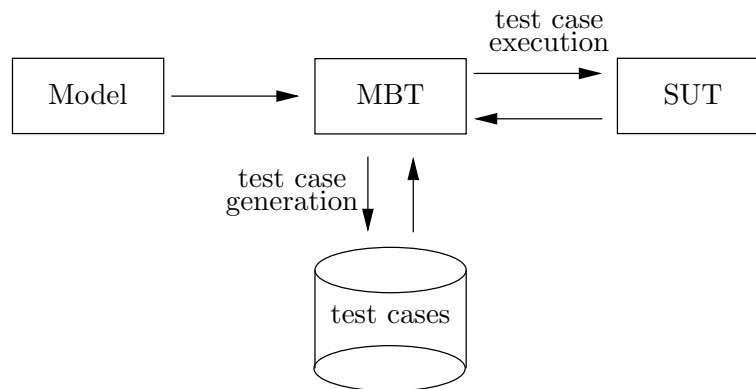 test case
execution
Model
MBT
SUT
test case
generation
test cases